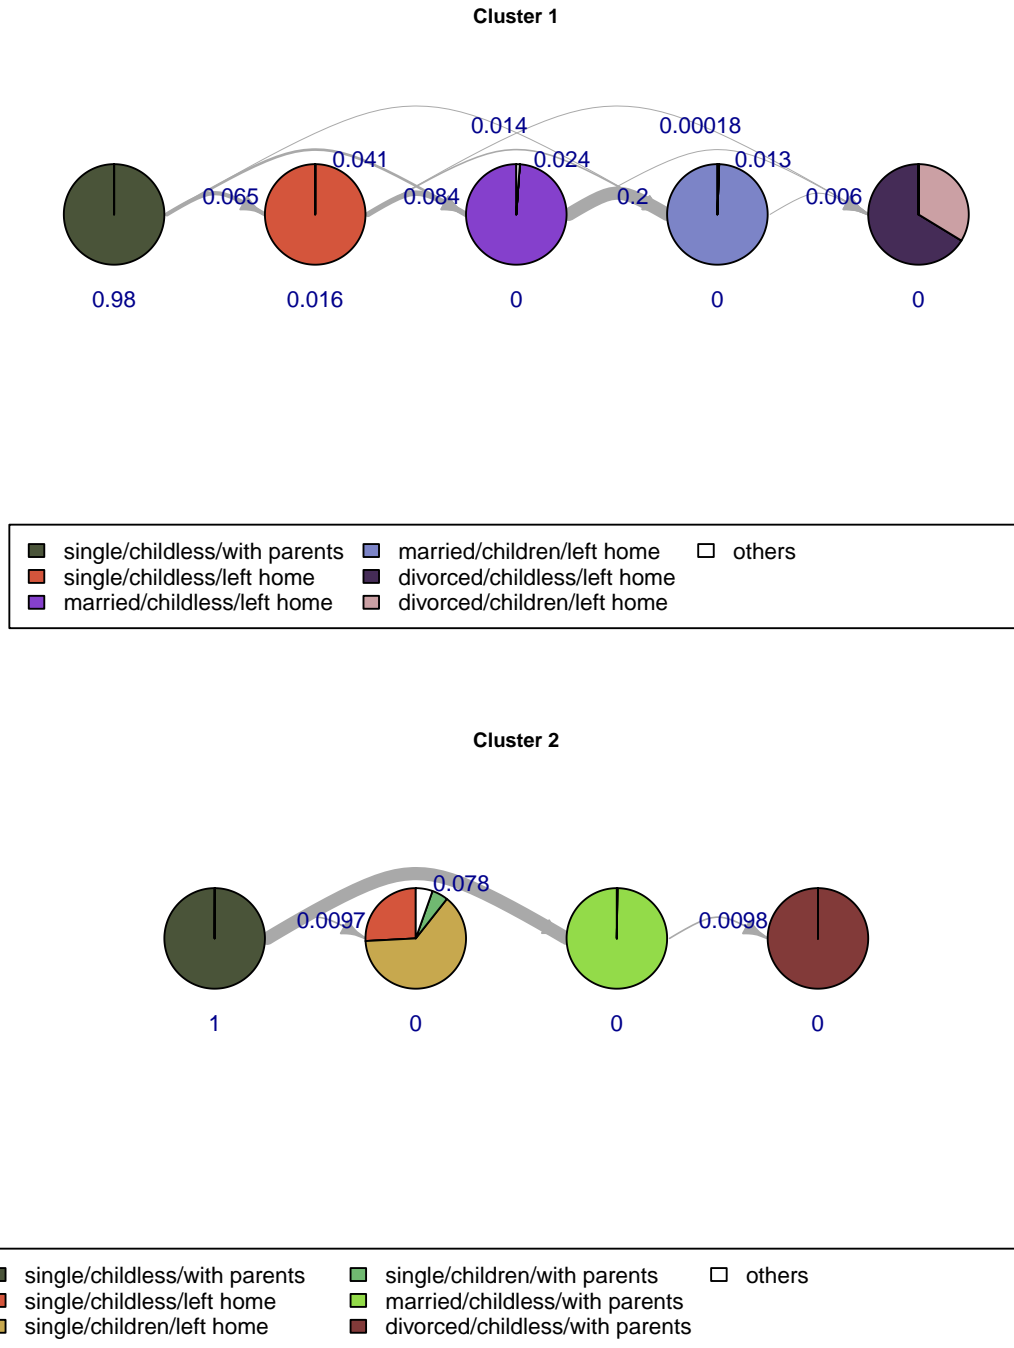 Cluster 1
0.014 0.00018
0.041 0.024 0.013
0.065 0.084 0.2 0.006
0.98 0.016 0 0 0
single/childless/with parents married/children/left home others
single/childless/left home divorced/childless/left home
married/childless/left home divorced/children/left home
Cluster 2
0.078
0.0097 0.0098
1 0 0 0
single/childless/with parents single/children/with parents others
single/childless/left home married/childless/with parents
single/children/left home divorced/childless/with parents